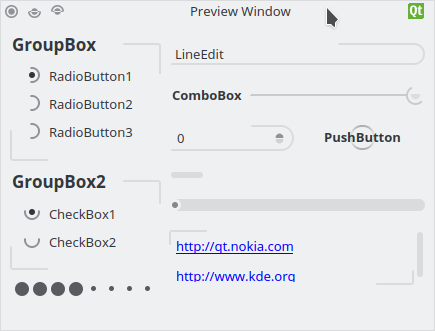 Preview Window
Qt
GroupBox
RadioButton1
RadioButton2
RadioButton3
GroupBox2
CheckBox1
CheckBox2
LineEdit
ComboBox
0
PushButton
http://qt.nokia.com
http://www.kde.org